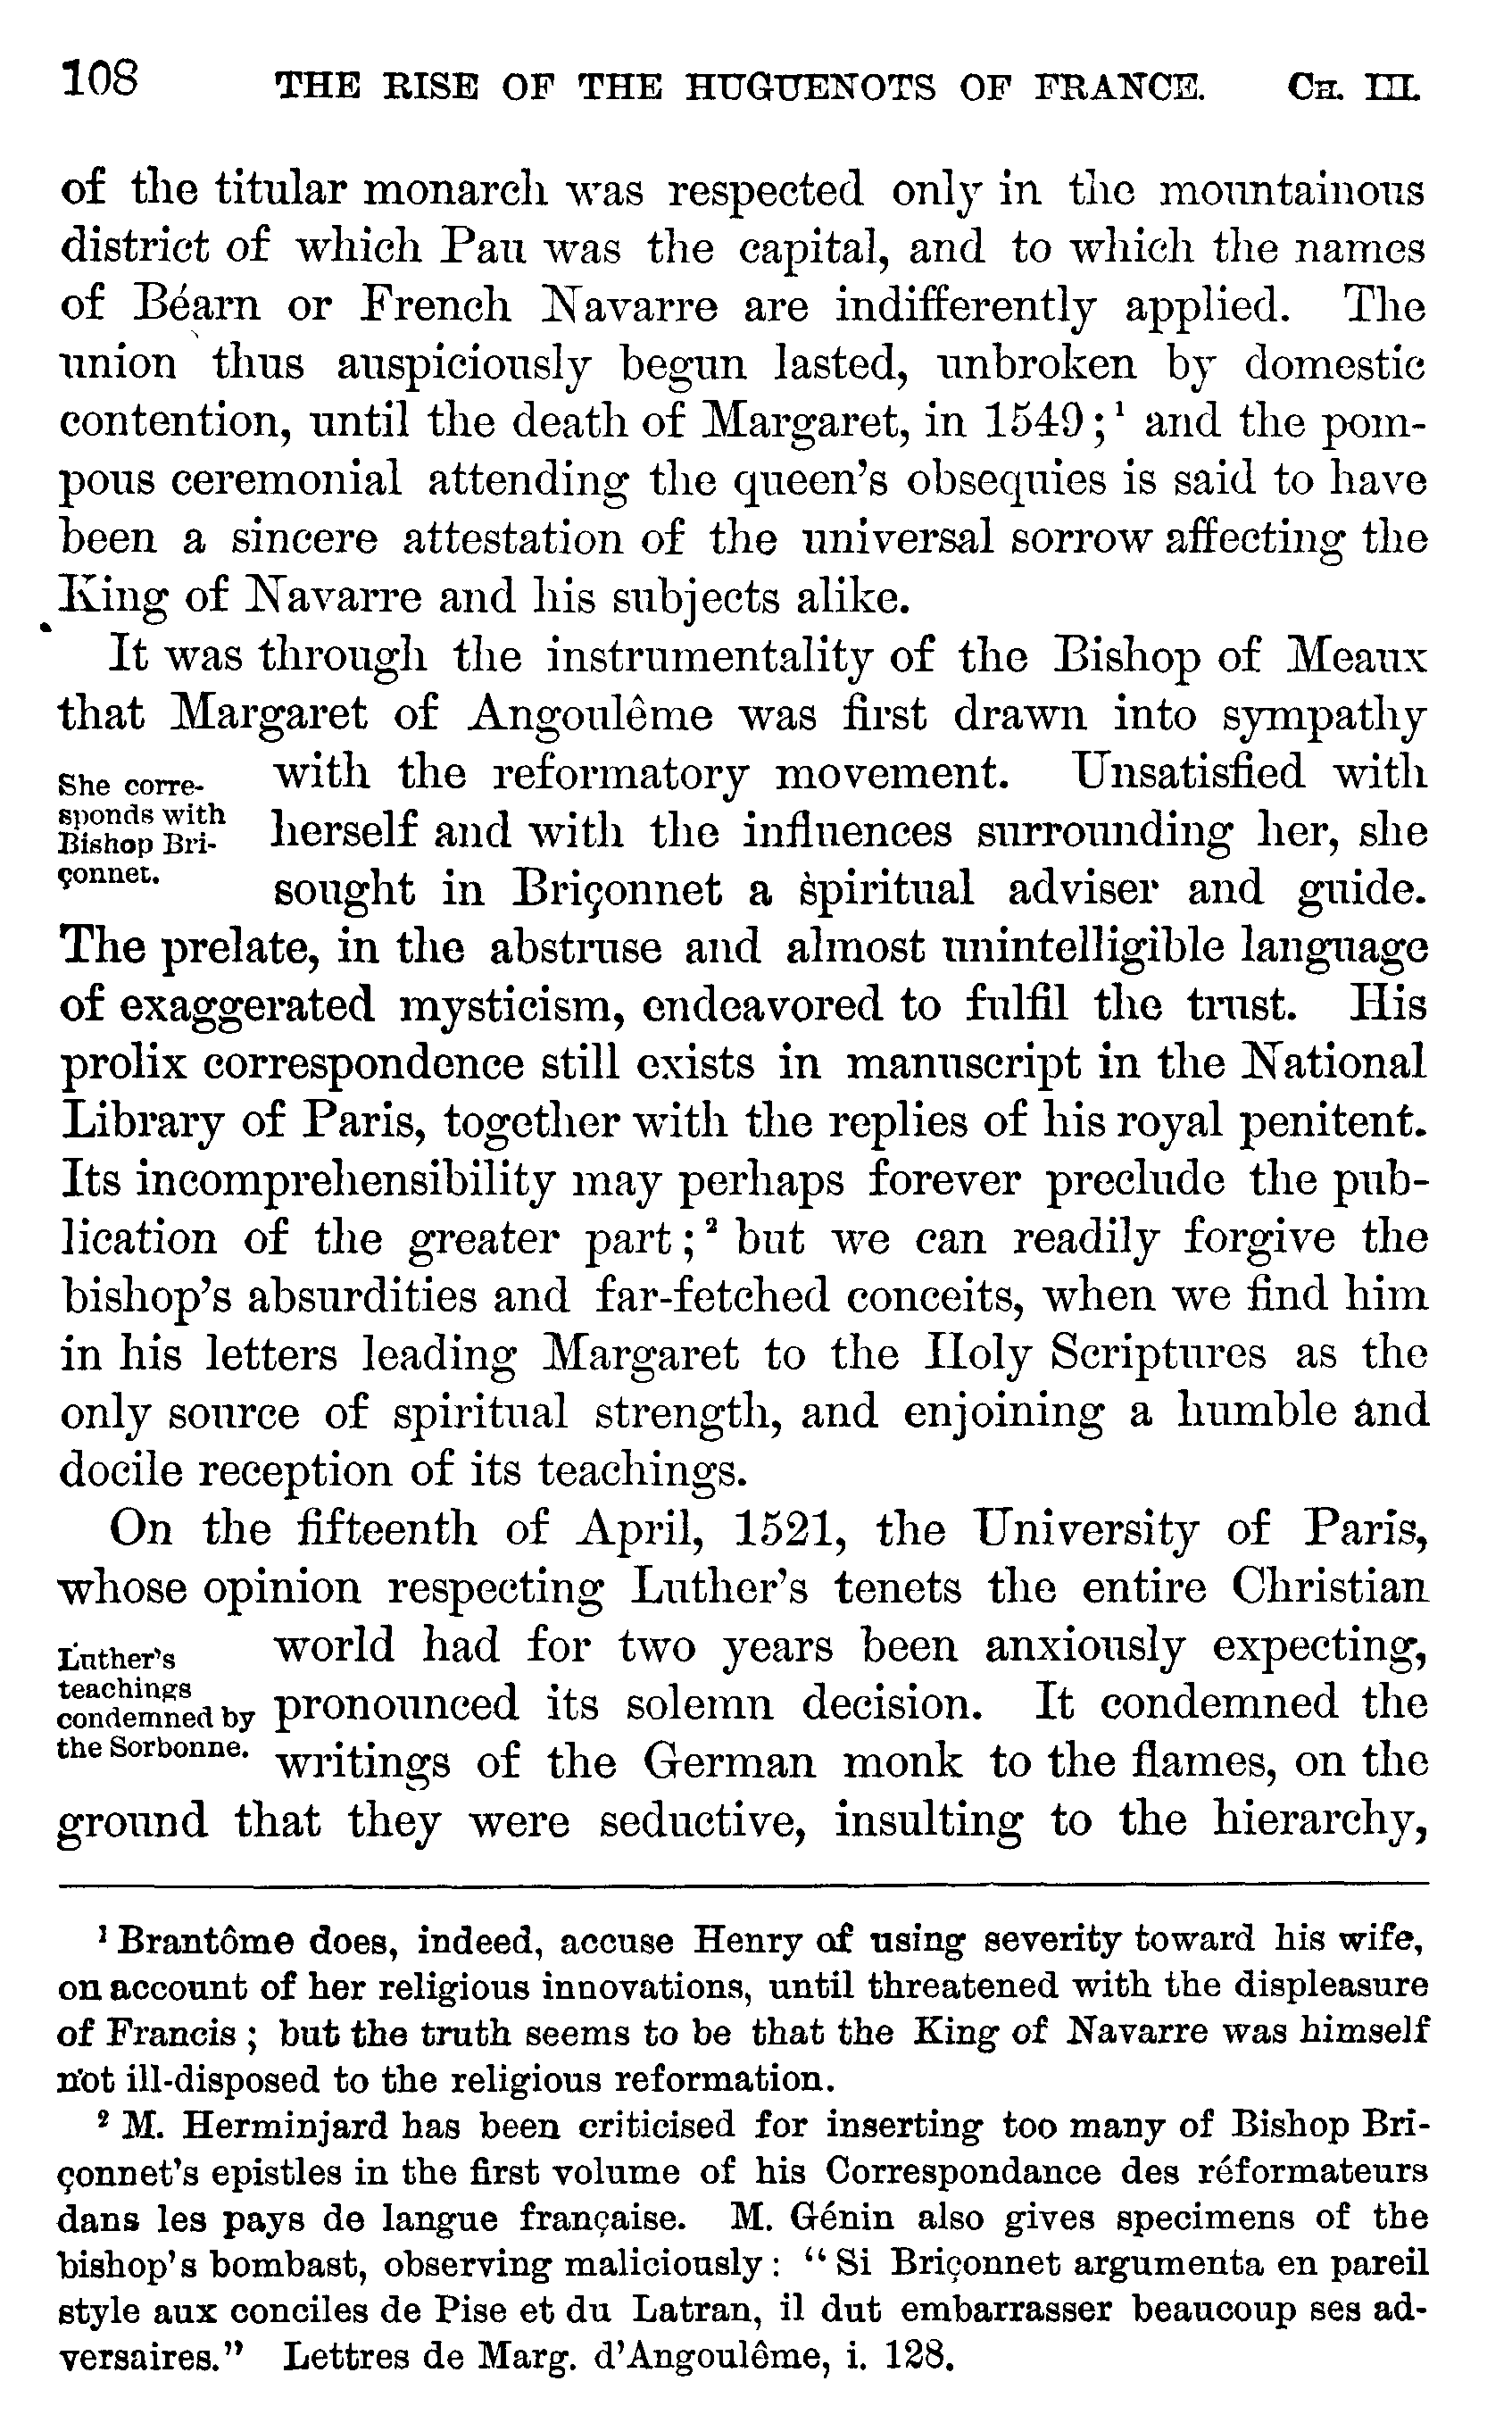 108 THE RISE OF THE HUGUENOTS OF FRANCE. CH. III.
of the titular monarch was respected only in the mountainous
district of which Pau was the capital, and to which the names
of Béarn or French Navarre are indifferently applied. The
union thus auspiciously begun lasted, unbroken by domestic
contention, until the death of Margaret, in 1549;¹ and the pom-
pous ceremonial attending the queen's obsequies is said to have
been a sincere attestation of the universal sorrow affecting the
King of Navarre and his subjects alike.
It was through the instrumentality of the Bishop of Meaux
that Margaret of Angoulême was first drawn into sympathy
She corre-
sponds with
Bishop Bri-
çonnet.
with the reformatory movement. Unsatisfied with
herself and with the influences surrounding her, she
sought in Briçonnet a spiritual adviser and guide.
The prelate, in the abstruse and almost unintelligible language
of exaggerated mysticism, endeavored to fulfil the trust. His
prolix correspondence still exists in manuscript in the National
Library of Paris, together with the replies of his royal penitent.
Its incomprehensibility may perhaps forever preclude the pub-
lication of the greater part;² but we can readily forgive the
bishop's absurdities and far-fetched conceits, when we find him
in his letters leading Margaret to the Holy Scriptures as the
only source of spiritual strength, and enjoining a humble and
docile reception of its teachings.
On the fifteenth of April, 1521, the University of Paris,
whose opinion respecting Luther's tenets the entire Christian
Luther's
teachings
condemned by
the Sorbonne.
world had for two years been anxiously expecting,
pronounced its solemn decision. It condemned the
writings of the German monk to the flames, on the
ground that they were seductive, insulting to the hierarchy,
¹ Brantôme does, indeed, accuse Henry of using severity toward his wife,
on account of her religious innovations, until threatened with the displeasure
of Francis; but the truth seems to be that the King of Navarre was himself
not ill-disposed to the religious reformation.
² M. Herminjard has been criticised for inserting too many of Bishop Bri-
çonnet's epistles in the first volume of his Correspondance des réformateurs
dans les pays de langue française. M. Génin also gives specimens of the
bishop's bombast, observing maliciously: "Si Briçonnet argumenta en pareil
style aux conciles de Pise et du Latran, il dut embarrasser beaucoup ses ad-
versaires." Lettres de Marg. d'Angoulême, i. 128.